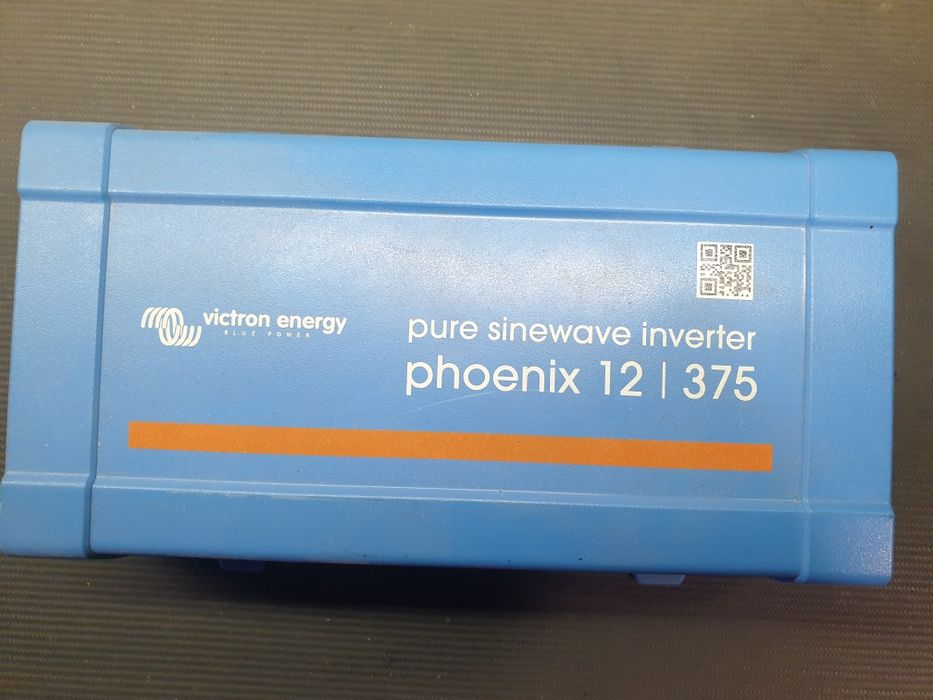 victron energy
BLUE POWER
pure sinewave inverter
phoenix 12 | 375